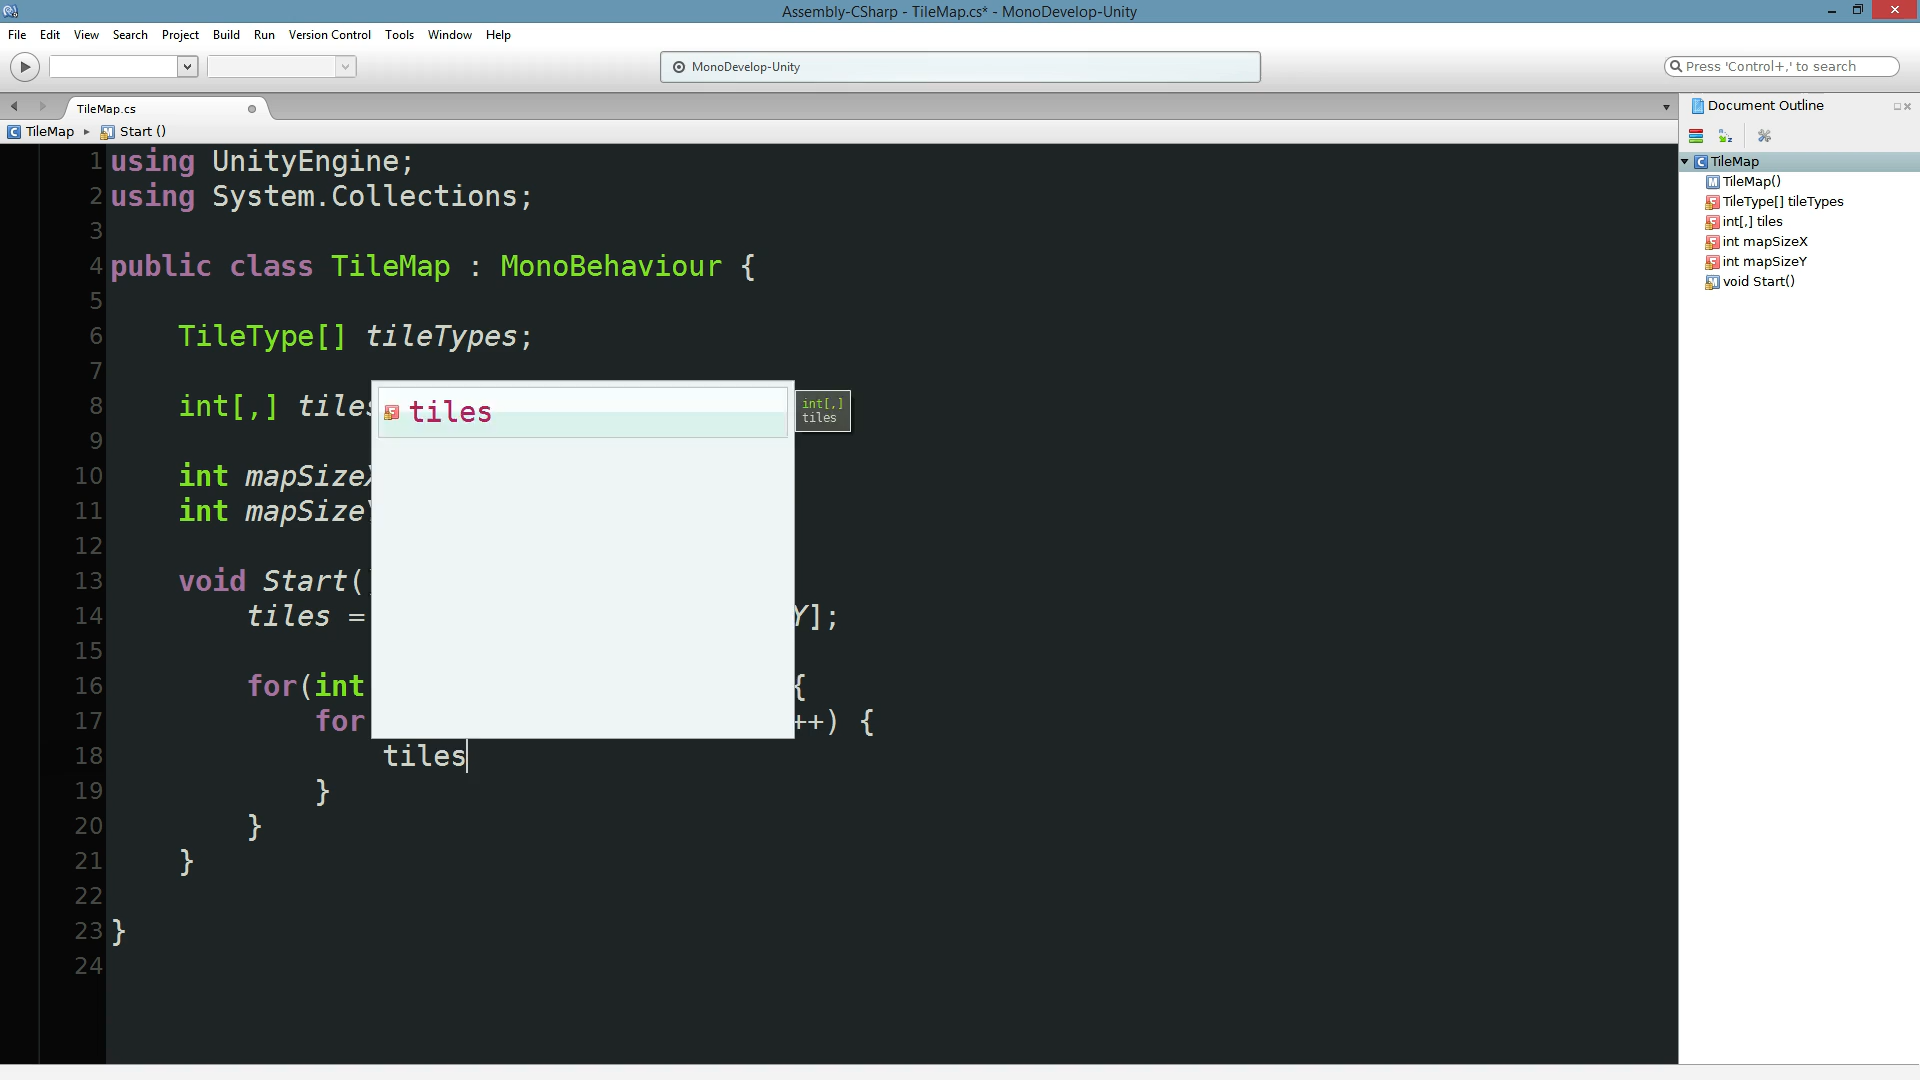 Assembly-CSharp - TileMap.cs* - MonoDevelop-Unity
File Edit View Search Project Build Run Version Control Tools Window Help
MonoDevelop-Unity
Press 'Control+,' to search
TileMap.cs
TileMap Start ()
1 using UnityEngine;
2 using System.Collections;
3
4 public class TileMap : MonoBehaviour {
5
6 TileType[] tileTypes;
7
8 int[,] tiles
9
10 int mapSizeX
11 int mapSizeY
12
13 void Start()
14 tiles = Y];
15
16 for(int {
17 for ++) {
18 tiles
19 }
20 }
21 }
22
23 }
24
tiles
int[,]
tiles
Document Outline
TileMap
TileMap()
TileType[] tileTypes
int[,] tiles
int mapSizeX
int mapSizeY
void Start()